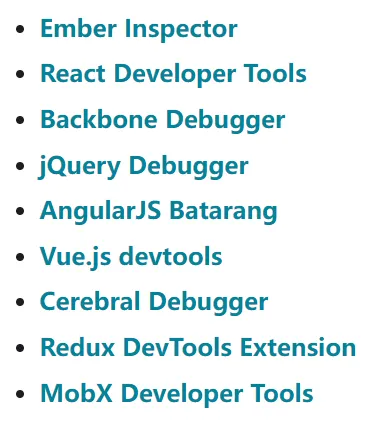 Ember Inspector
React Developer Tools
Backbone Debugger
jQuery Debugger
AngularJS Batarang
Vue.js devtools
Cerebral Debugger
Redux DevTools Extension
MobX Developer Tools